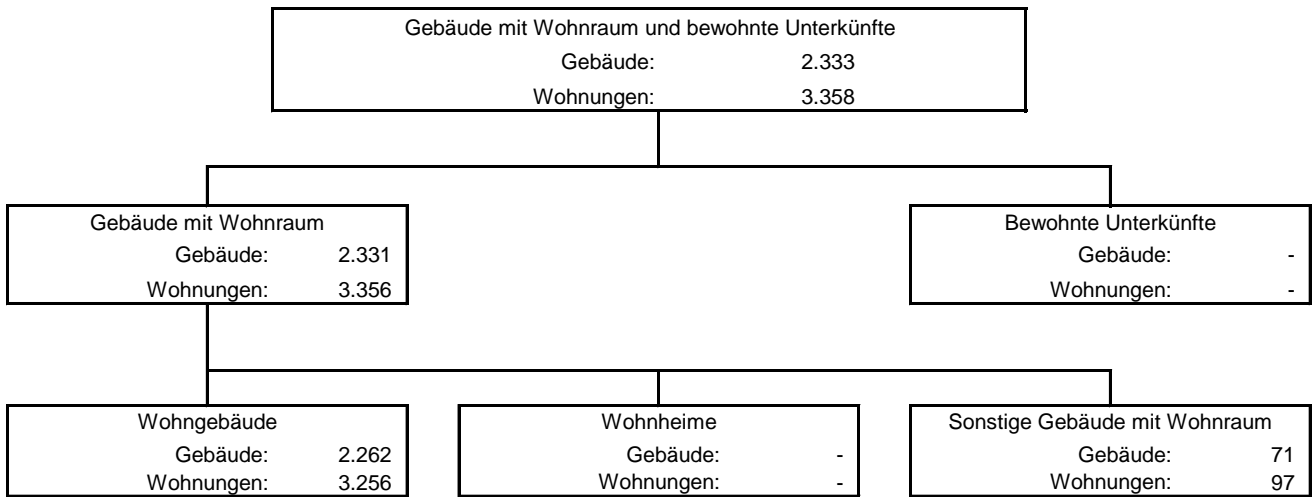 Gebäude mit Wohnraum und bewohnte Unterkünfte
Gebäude: 2.333
Wohnungen: 3.358
Gebäude mit Wohnraum
Gebäude: 2.331
Wohnungen: 3.356
Bewohnte Unterkünfte
Gebäude: -
Wohnungen: -
Wohngebäude
Gebäude: 2.262
Wohnungen: 3.256
Wohnheime
Gebäude: -
Wohnungen: -
Sonstige Gebäude mit Wohnraum
Gebäude: 71
Wohnungen: 97